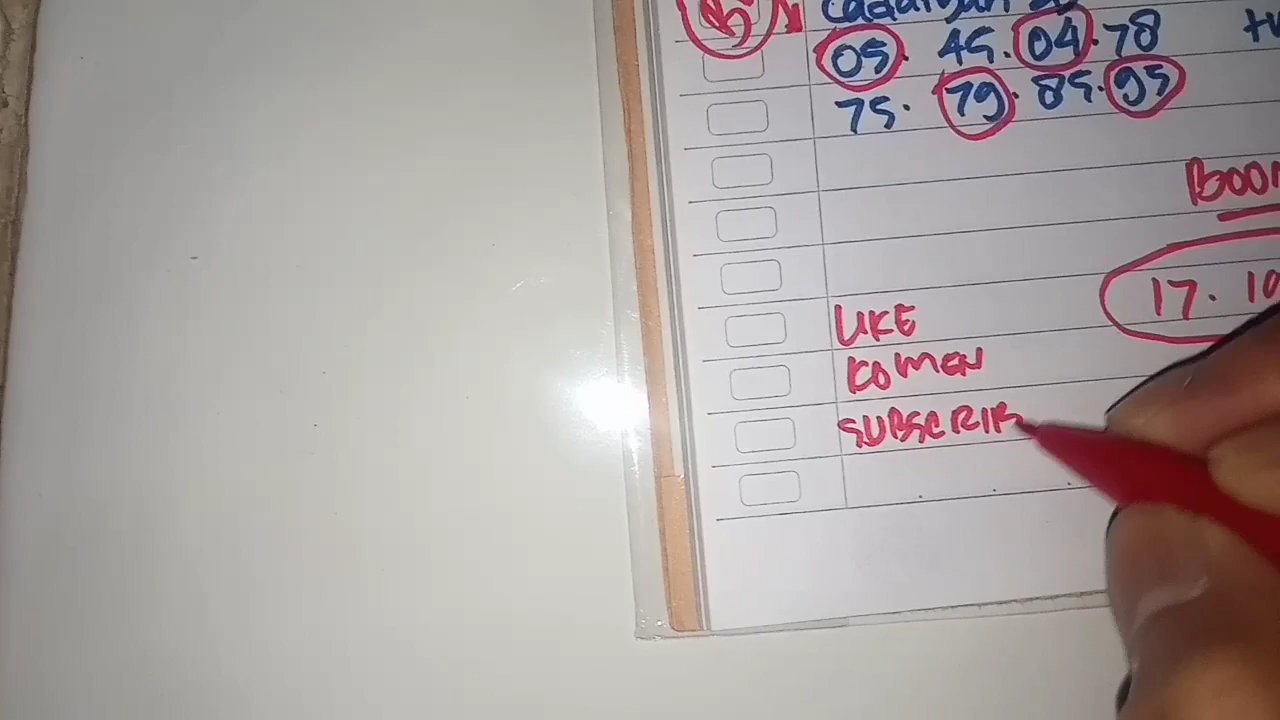 05. 45. 04. 78
75. 79. 85. 95
17. 10
LIKE
KOMEN
SUBSCRIB